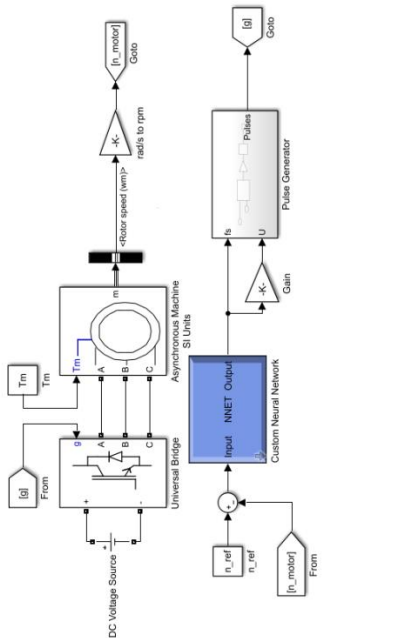 DC Voltage Source
+
+
-
[g]
From
g
A
B
C
Universal Bridge
Tm
Tm
Tm
A
B
C
m
Asynchronous Machine
SI Units
<Rotor speed (wm)>
-K-
rad/s to rpm
[n_motor]
Goto
n_ref
n_ref
[n_motor]
From
+
-
Input NNET Output
Custom Neural Network
-K-
Gain
fs
U
Pulses
Pulse Generator
[g]
Goto